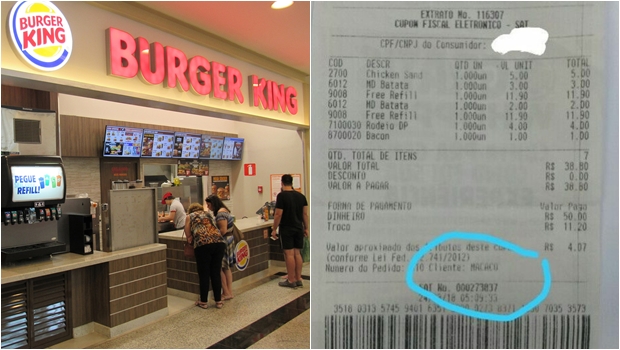 BURGER
KING
BURGER KING
PEGUE
REFILL!
EXTRATO No. 116307
CUPOM FISCAL ELETRONICO - SAT
CPF/CNPJ do Consumidor:
COD DESCR QTD UN VL UNIT TOTAL
2700 Chicken Sand 1.000un 5,00 5,00
6012 MD Batata 1.000un 3,00 3,00
9008 Free Refill 1.000un 11,90 11.90
6012 MD Batata 1.000un 2,00 2,00
9008 Free Refill 1.000un 11,90 11.90
7100030 Rodeio DP 1.000un 4,00 4.00
8700020 Bacon 1.000un 1,00 1,00
QTD. TOTAL DE ITENS 7
VALOR TOTAL R$ 38,80
DESCONTO R$ 0,00
VALOR A PAGAR R$ 38,80
FORMA DE PAGAMENTO Valor Pago
DINHEIRO R$ 50,00
Troco R$ 11,20
Valor aproximado dos tributos deste R$ 4,07
(conforme Lei Fed. 12.741/2012)
Numero do Pedido: 10 Cliente: MACACO
SAT No. 000273837